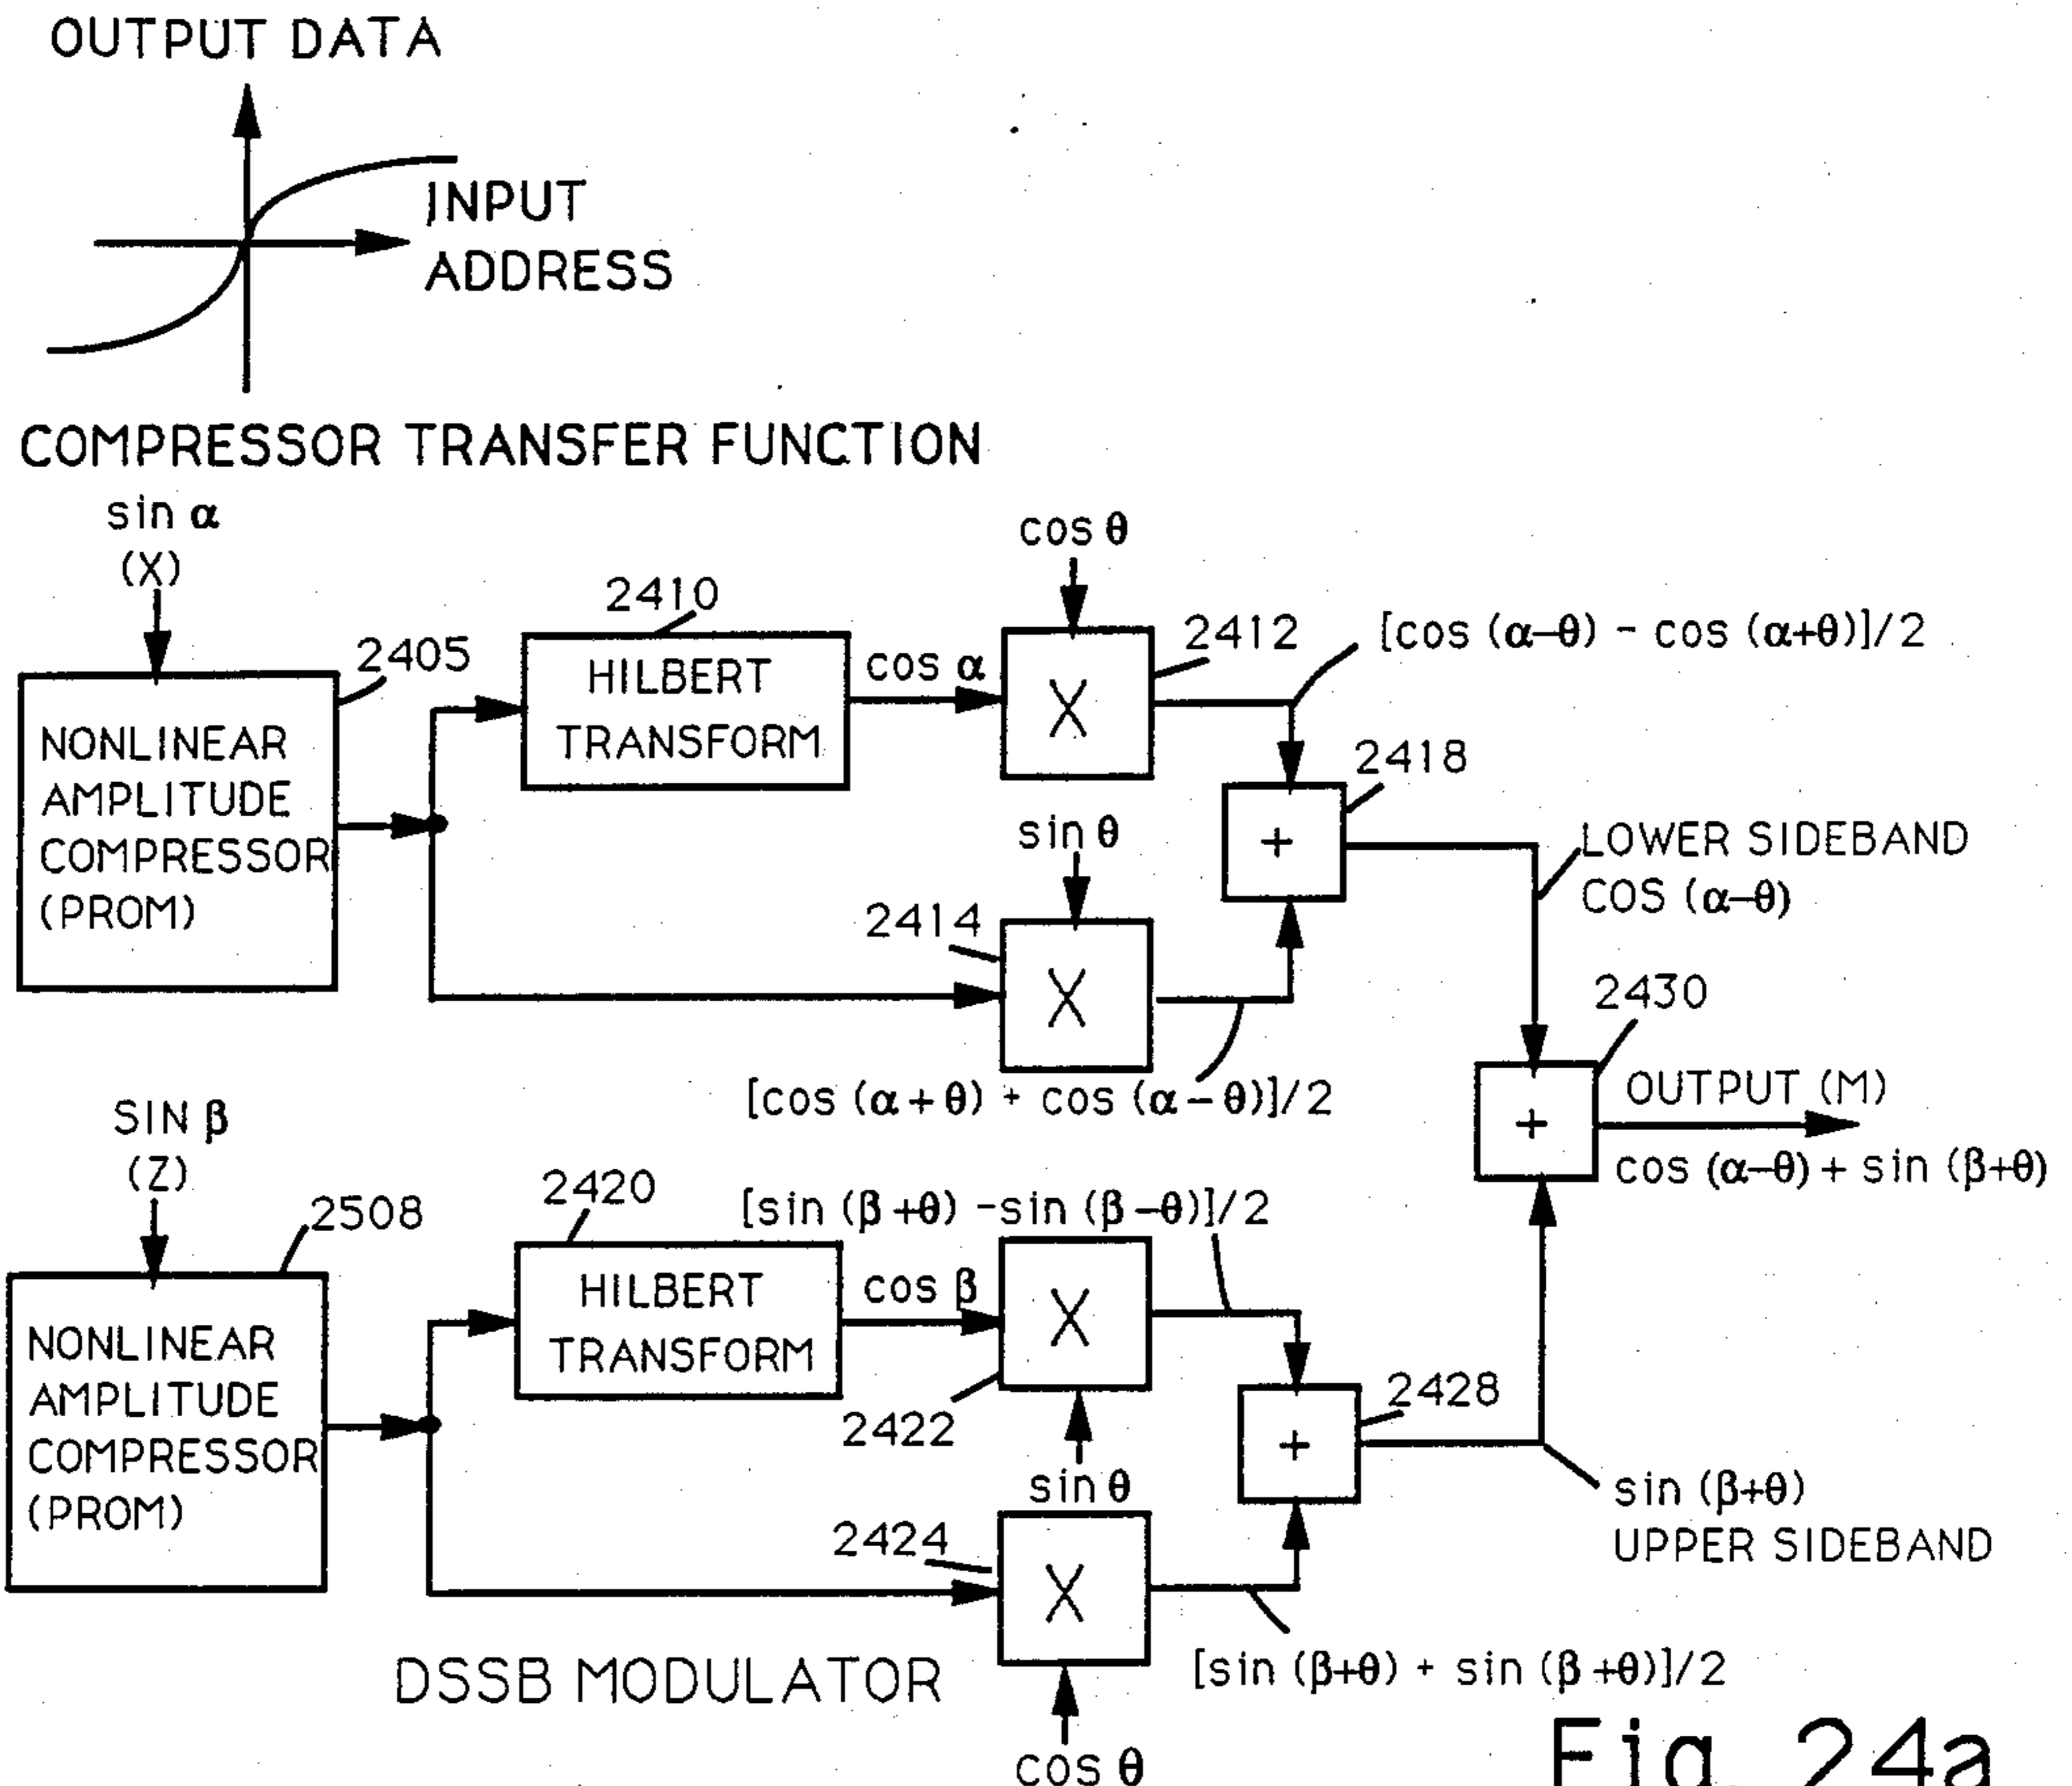 OUTPUT DATA
INPUT
ADDRESS
COMPRESSOR TRANSFER FUNCTION
sin α
(X)
2405
NONLINEAR
AMPLITUDE
COMPRESSOR
(PROM)
2410
HILBERT
TRANSFORM
cos α
cos θ
X
2412
[cos (α–θ) - cos (α+θ)]/2
2418
+
sin θ
2414
X
[cos (α + θ) + cos (α – θ)]/2
LOWER SIDEBAND
COS (α–θ)
2430
+
OUTPUT (M)
cos (α–θ) + sin (β+θ)
SIN β
(Z)
2508
NONLINEAR
AMPLITUDE
COMPRESSOR
(PROM)
2420
HILBERT
TRANSFORM
cos β
[sin (β +θ) -sin (β –θ)]/2
X
2422
sin θ
2428
+
sin (β+θ)
UPPER SIDEBAND
2424
X
[sin (β+θ) + sin (β +θ)]/2
cos θ
DSSB MODULATOR
Fig. 24a